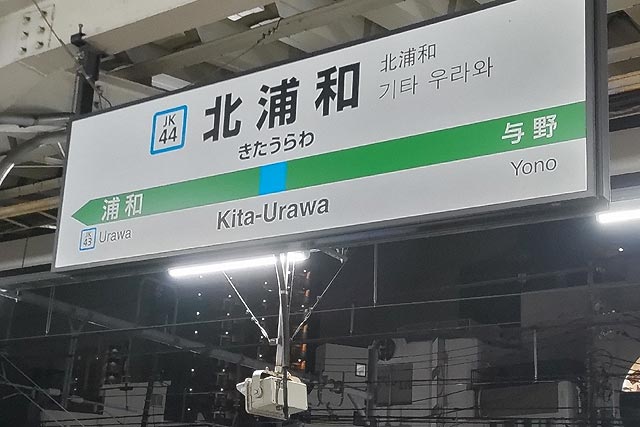 JK
44
北浦和
きたうらわ
北浦和
기타 우라와
浦和
与野
JK
43
Urawa
Kita-Urawa
Yono